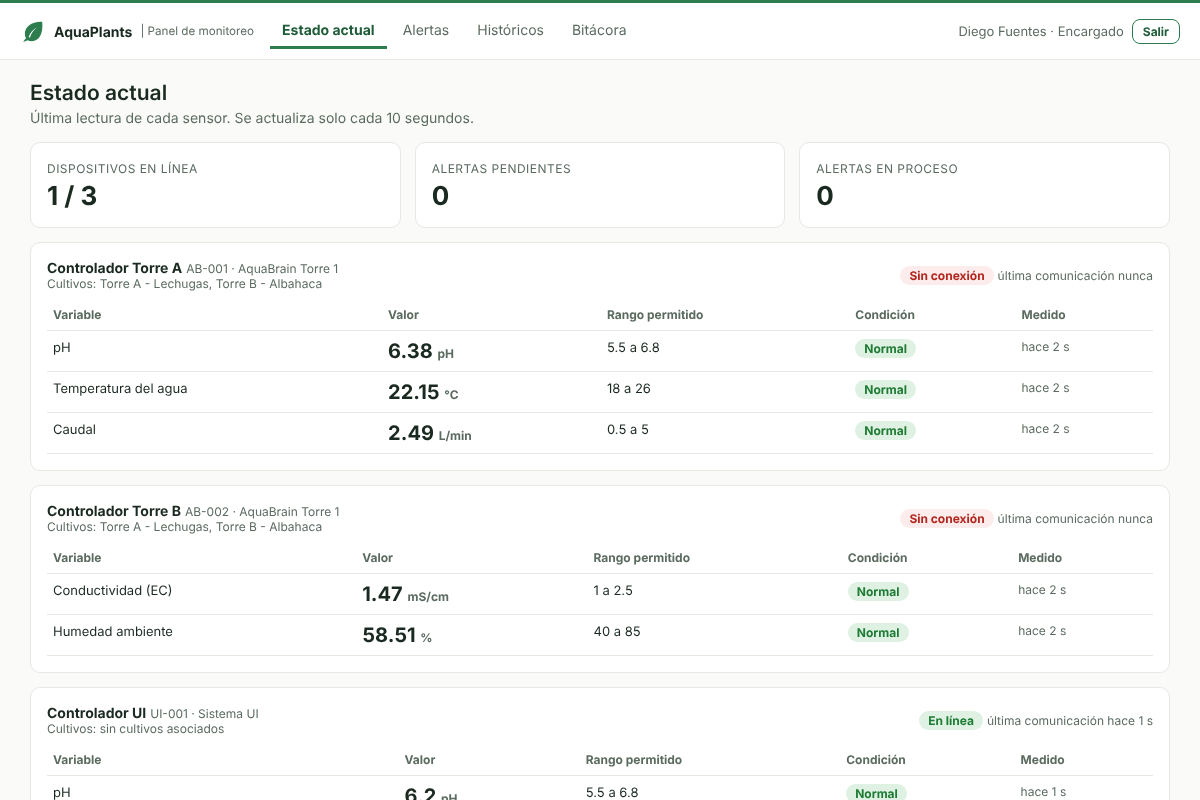 AquaPlants | Panel de monitoreo Estado actual Alertas Históricos Bitácora Diego Fuentes · Encargado Salir
Estado actual
Última lectura de cada sensor. Se actualiza solo cada 10 segundos.
DISPOSITIVOS EN LÍNEA ALERTAS PENDIENTES ALERTAS EN PROCESO
1 / 3 0 0
Controlador Torre A AB-001 · AquaBrain Torre 1
Cultivos: Torre A - Lechugas, Torre B - Albahaca
Sin conexión última comunicación nunca
Variable Valor Rango permitido Condición Medido
pH 6.38 pH 5.5 a 6.8 Normal hace 2 s
Temperatura del agua 22.15 °C 18 a 26 Normal hace 2 s
Caudal 2.49 L/min 0.5 a 5 Normal hace 2 s
Controlador Torre B AB-002 · AquaBrain Torre 1
Cultivos: Torre A - Lechugas, Torre B - Albahaca
Sin conexión última comunicación nunca
Variable Valor Rango permitido Condición Medido
Conductividad (EC) 1.47 mS/cm 1 a 2.5 Normal hace 2 s
Humedad ambiente 58.51 % 40 a 85 Normal hace 2 s
Controlador UI UI-001 · Sistema UI
Cultivos: sin cultivos asociados
En línea última comunicación hace 1 s
Variable Valor Rango permitido Condición Medido
pH 6.2 pH 5.5 a 6.8 Normal hace 1 s